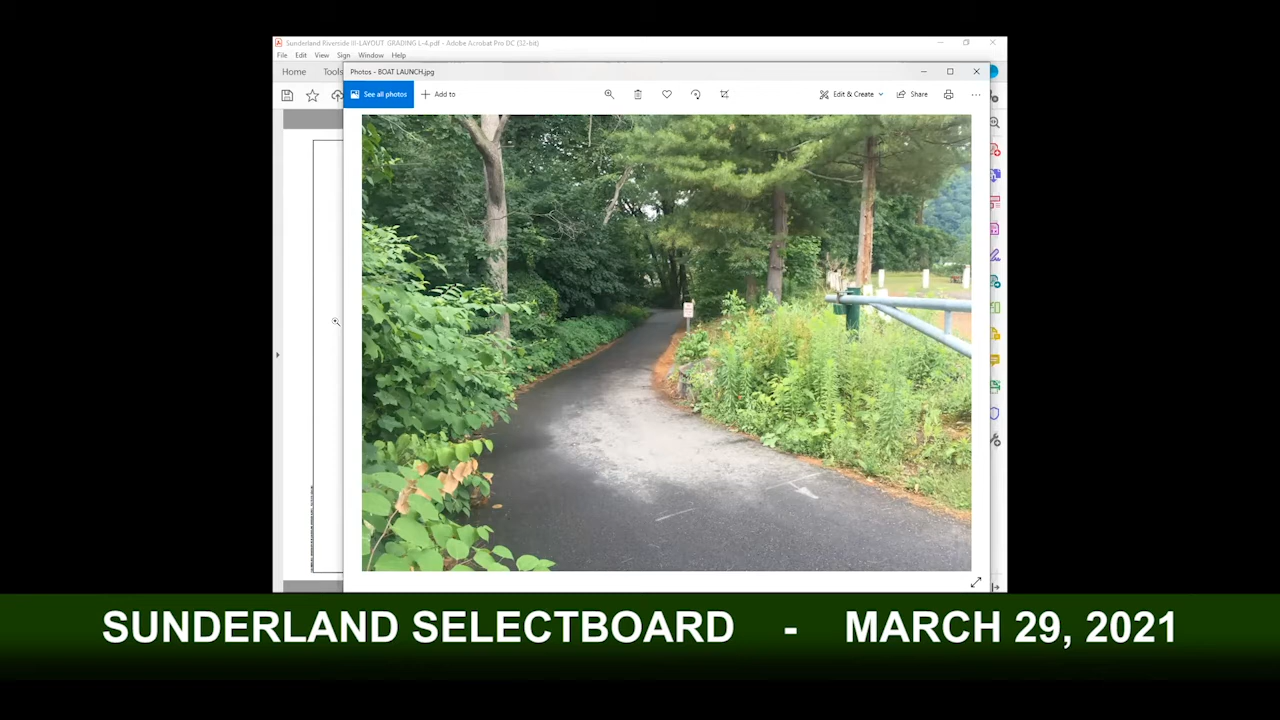 Sunderland Riverside III-LAYOUT GRADING L-4.pdf - Adobe Acrobat Pro DC (32-bit)
File Edit View Sign Window Help
Home Tools
Photos - BOAT LAUNCH.jpg
See all photos
Add to
Edit & Create
Share
SUNDERLAND SELECTBOARD - MARCH 29, 2021